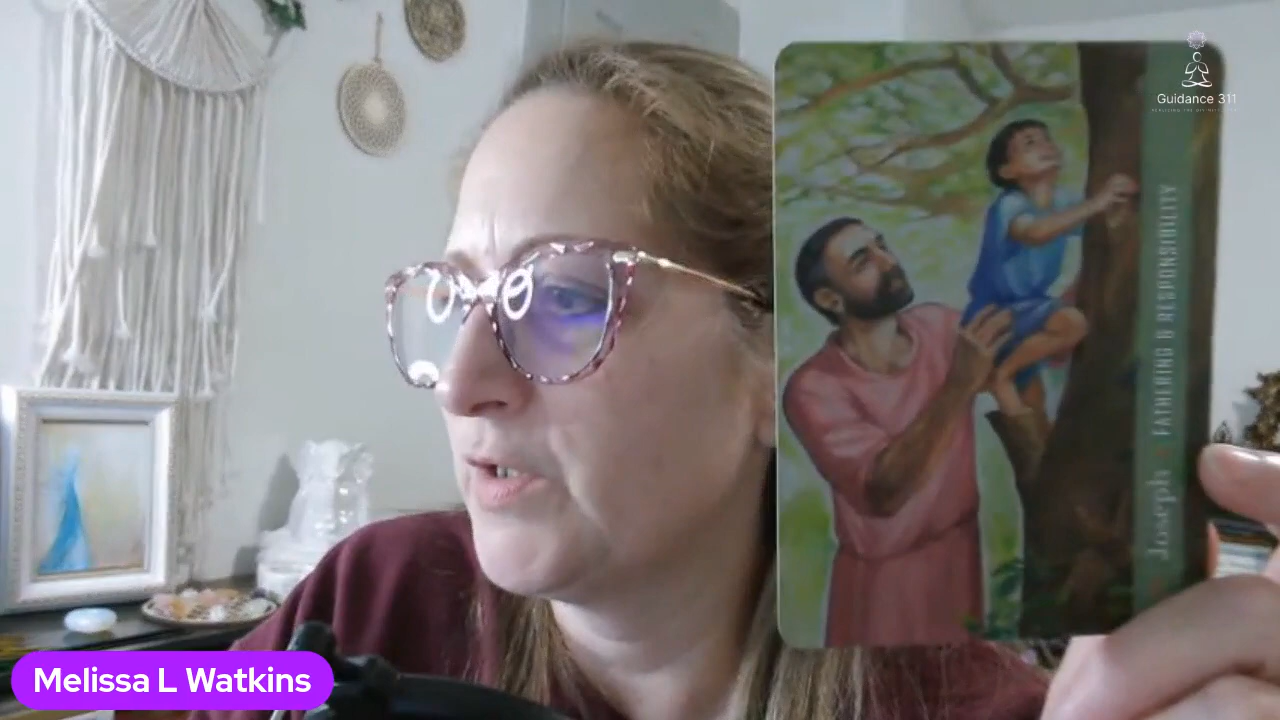 Guidance 311
Joseph • FATHERING & RESPONSIBILITY
Melissa L Watkins